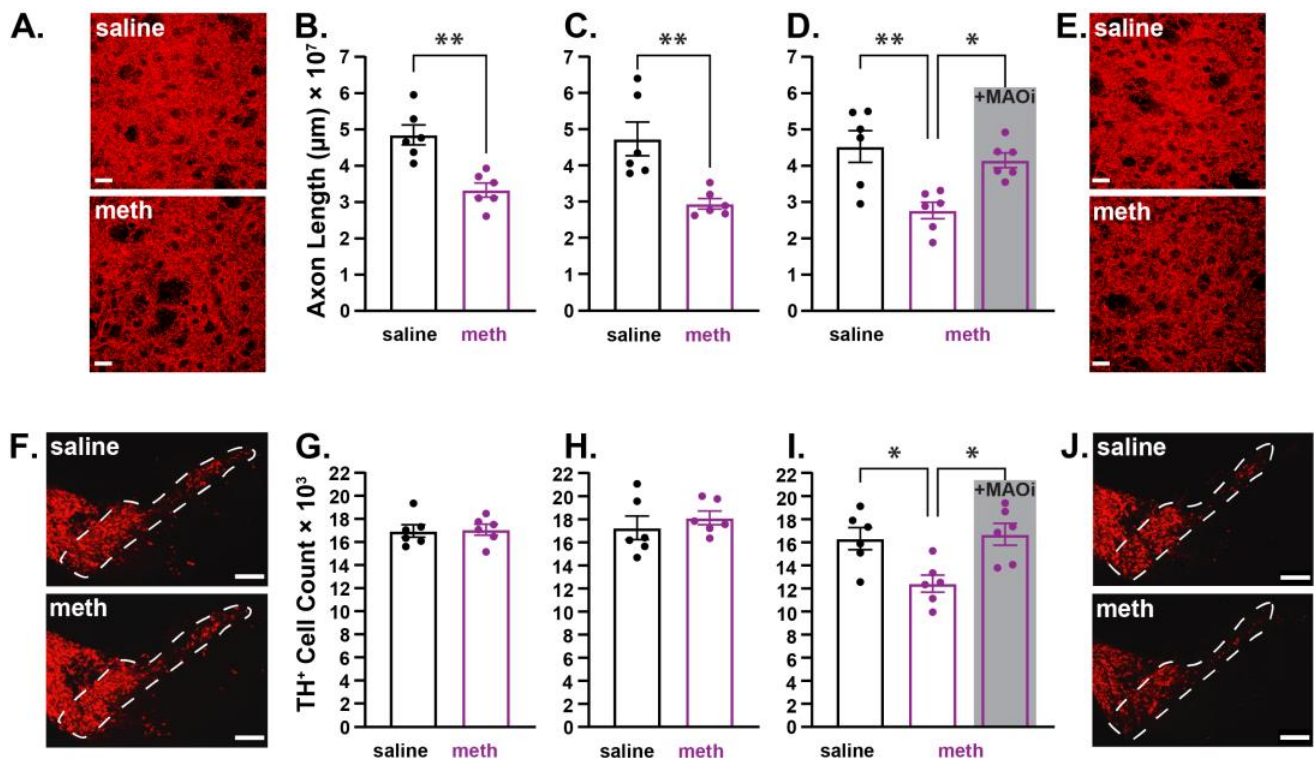 A.
saline
meth
B.
**
Axon Length (µm) × 10⁷
7
6
5
4
3
2
1
0
saline meth
C.
**
7
6
5
4
3
2
1
0
saline meth
D.
** *
+MAOi
7
6
5
4
3
2
1
0
saline meth
E.
saline
meth
F.
saline
meth
G.
TH⁺ Cell Count × 10³
22
20
18
16
14
12
10
8
6
4
2
0
saline meth
H.
22
20
18
16
14
12
10
8
6
4
2
0
saline meth
I.
* *
+MAOi
22
20
18
16
14
12
10
8
6
4
2
0
saline meth
J.
saline
meth